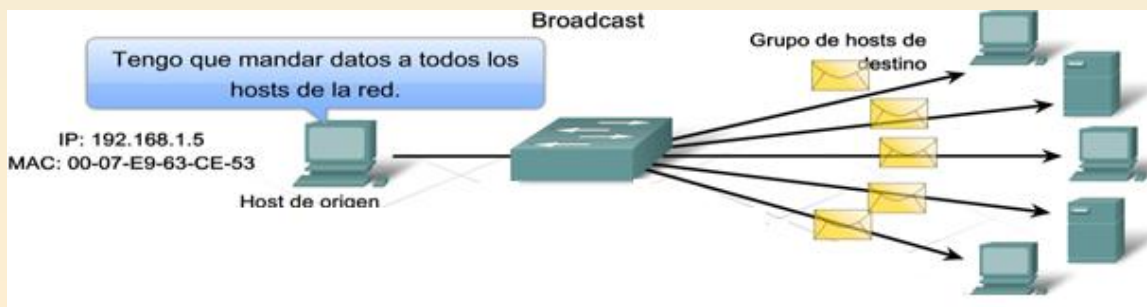 Broadcast
Tengo que mandar datos a todos los
hosts de la red.
Grupo de hosts de
destino
IP: 192.168.1.5
MAC: 00-07-E9-63-CE-53
Host de origen